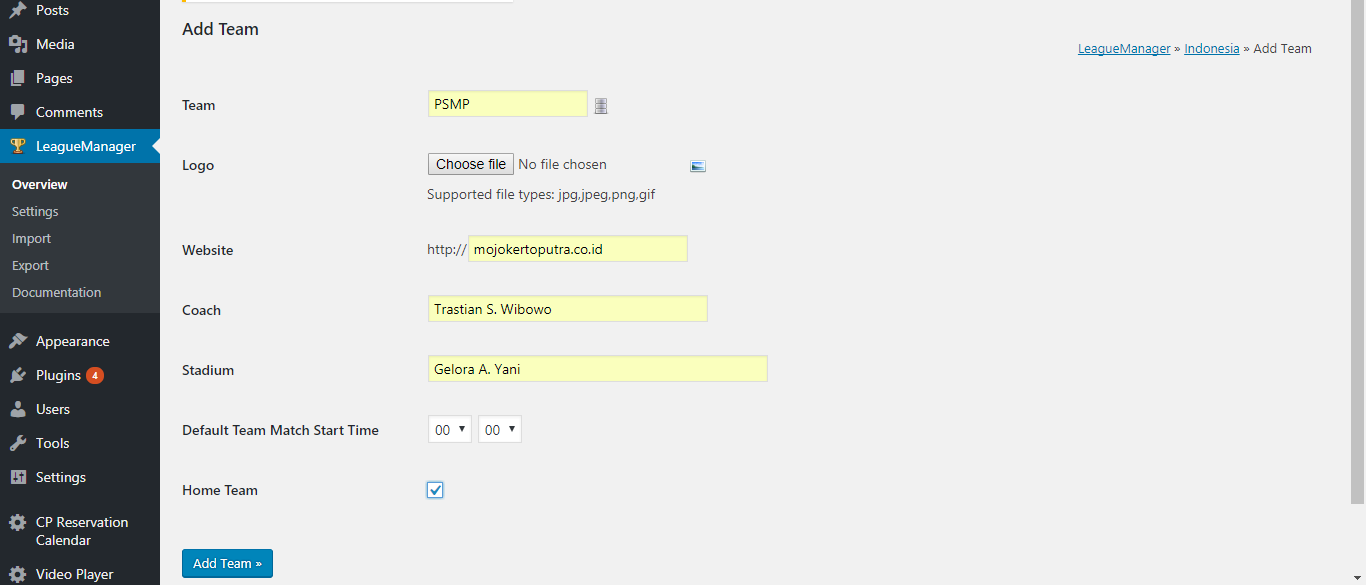 Posts
Media
Pages
Comments
LeagueManager
Overview
Settings
Import
Export
Documentation
Appearance
Plugins 4
Users
Tools
Settings
CP Reservation
Calendar
Video Player
Add Team
LeagueManager » Indonesia » Add Team
Team PSMP
Logo Choose file No file chosen
Supported file types: jpg,jpeg,png,gif
Website http:// mojokertoputra.co.id
Coach Trastian S. Wibowo
Stadium Gelora A. Yani
Default Team Match Start Time 00 00
Home Team
Add Team »